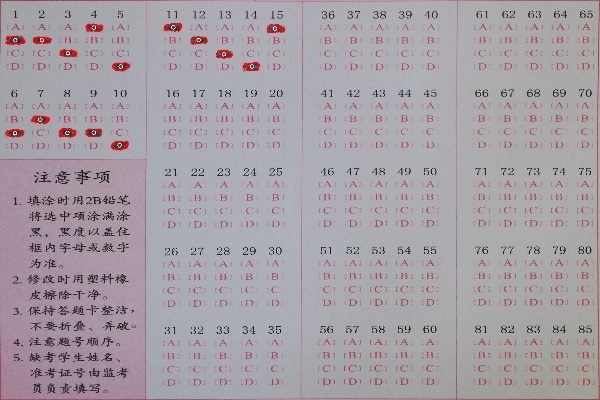 1 2 3 4 5
[A] [A] [A] [A]
[B] [B] [B]
[C] [C] [C] [C]
[D] [D] [D] [D]
6 7 8 9 10
[A] [A] [A] [A] [A]
[B] [B] [B] [B]
[C] [C]
[D] [D] [D] [D]
注意事项
1. 填涂时用2B铅笔
将选中项涂满涂
黑，黑度以盖住
框内字母或数字
为准。
2. 修改时用塑料橡
皮擦除干净。
3. 保持答题卡整洁，
不要折叠、弄破。
4. 注意题号顺序。
5. 缺考学生姓名、
准考证号由监考
员负责填写。
11 12 13 14 15
[A] [A] [A]
[B] [B] [B] [B]
[C] [C] [C] [C]
[D] [D] [D] [D]
16 17 18 19 20
[A] [A] [A] [A] [A]
[B] [B] [B] [B] [B]
[C] [C] [C] [C] [C]
[D] [D] [D] [D] [D]
21 22 23 24 25
[A] [A] [A] [A] [A]
[B] [B] [B] [B] [B]
[C] [C] [C] [C] [C]
[D] [D] [D] [D] [D]
26 27 28 29 30
[A] [A] [A] [A] [A]
[B] [B] [B] [B] [B]
[C] [C] [C] [C] [C]
[D] [D] [D] [D] [D]
31 32 33 34 35
[A] [A] [A] [A] [A]
[B] [B] [B] [B] [B]
[C] [C] [C] [C] [C]
[D] [D] [D] [D] [D]
36 37 38 39 40
[A] [A] [A] [A] [A]
[B] [B] [B] [B] [B]
[C] [C] [C] [C] [C]
[D] [D] [D] [D] [D]
41 42 43 44 45
[A] [A] [A] [A] [A]
[B] [B] [B] [B] [B]
[C] [C] [C] [C] [C]
[D] [D] [D] [D] [D]
46 47 48 49 50
[A] [A] [A] [A] [A]
[B] [B] [B] [B] [B]
[C] [C] [C] [C] [C]
[D] [D] [D] [D] [D]
51 52 53 54 55
[A] [A] [A] [A] [A]
[B] [B] [B] [B] [B]
[C] [C] [C] [C] [C]
[D] [D] [D] [D] [D]
56 57 58 59 60
[A] [A] [A] [A] [A]
[B] [B] [B] [B] [B]
[C] [C] [C] [C] [C]
[D] [D] [D] [D] [D]
61 62 63 64 65
[A] [A] [A] [A] [A]
[B] [B] [B] [B] [B]
[C] [C] [C] [C] [C]
[D] [D] [D] [D] [D]
66 67 68 69 70
[A] [A] [A] [A] [A]
[B] [B] [B] [B] [B]
[C] [C] [C] [C] [C]
[D] [D] [D] [D] [D]
71 72 73 74 75
[A] [A] [A] [A] [A]
[B] [B] [B] [B] [B]
[C] [C] [C] [C] [C]
[D] [D] [D] [D] [D]
76 77 78 79 80
[A] [A] [A] [A] [A]
[B] [B] [B] [B] [B]
[C] [C] [C] [C] [C]
[D] [D] [D] [D] [D]
81 82 83 84 85
[A] [A] [A] [A] [A]
[B] [B] [B] [B] [B]
[C] [C] [C] [C] [C]
[D] [D] [D] [D] [D]